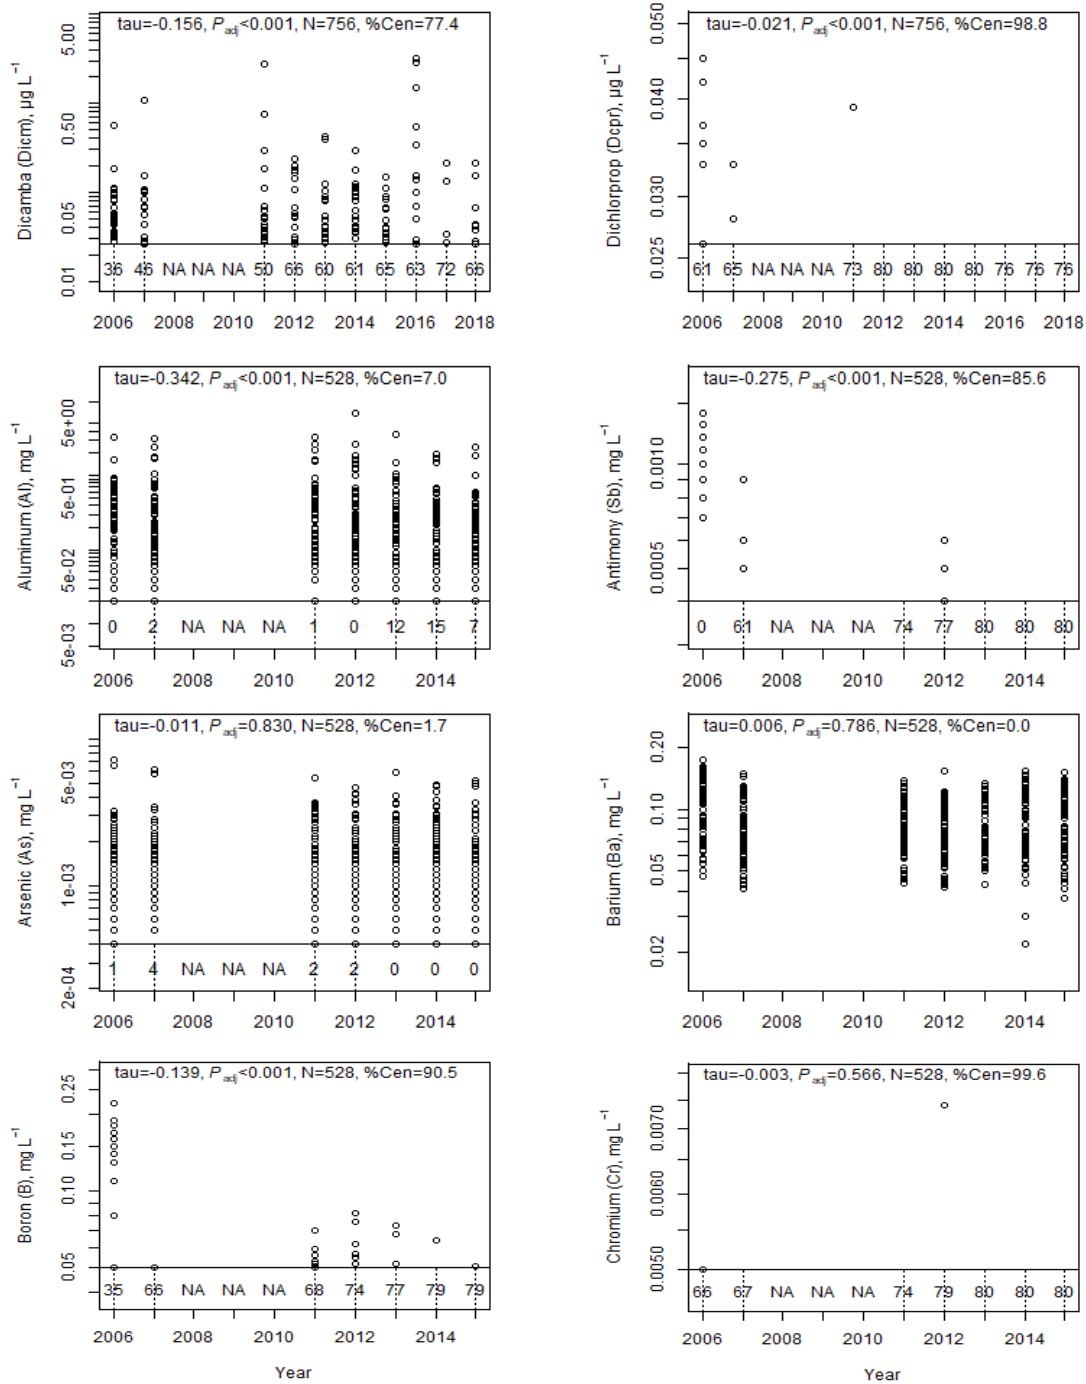 tau=-0.156, Padj<0.001, N=756, %Cen=77.4
Dicamba (Dicm), µg L−1
5.00
0.50
0.05
0.01
36 46 NA NA NA 50 66 60 61 65 63 72 66
2006 2008 2010 2012 2014 2016 2018
tau=-0.021, Padj<0.001, N=756, %Cen=98.8
Dichlorprop (Dcpr), µg L−1
0.050
0.040
0.030
0.025
61 65 NA NA NA 73 80 80 80 80 76 76 76
2006 2008 2010 2012 2014 2016 2018
tau=-0.342, Padj<0.001, N=528, %Cen=7.0
Aluminum (Al), mg L−1
5e+00
5e-01
5e-02
5e-03
0 2 NA NA NA 1 0 12 15 7
2006 2008 2010 2012 2014
tau=-0.275, Padj<0.001, N=528, %Cen=85.6
Antimony (Sb), mg L−1
0.0010
0.0005
0 61 NA NA NA 74 77 80 80 80
2006 2008 2010 2012 2014
tau=-0.011, Padj=0.830, N=528, %Cen=1.7
Arsenic (As), mg L−1
5e-03
1e-03
2e-04
1 4 NA NA NA 2 2 0 0 0
2006 2008 2010 2012 2014
tau=0.006, Padj=0.786, N=528, %Cen=0.0
Barium (Ba), mg L−1
0.20
0.10
0.05
0.02
2006 2008 2010 2012 2014
tau=-0.139, Padj<0.001, N=528, %Cen=90.5
Boron (B), mg L−1
0.25
0.15
0.10
0.05
35 66 NA NA NA 68 74 77 79 79
2006 2008 2010 2012 2014
Year
tau=-0.003, Padj=0.566, N=528, %Cen=99.6
Chromium (Cr), mg L−1
0.0070
0.0060
0.0050
66 67 NA NA NA 74 79 80 80 80
2006 2008 2010 2012 2014
Year